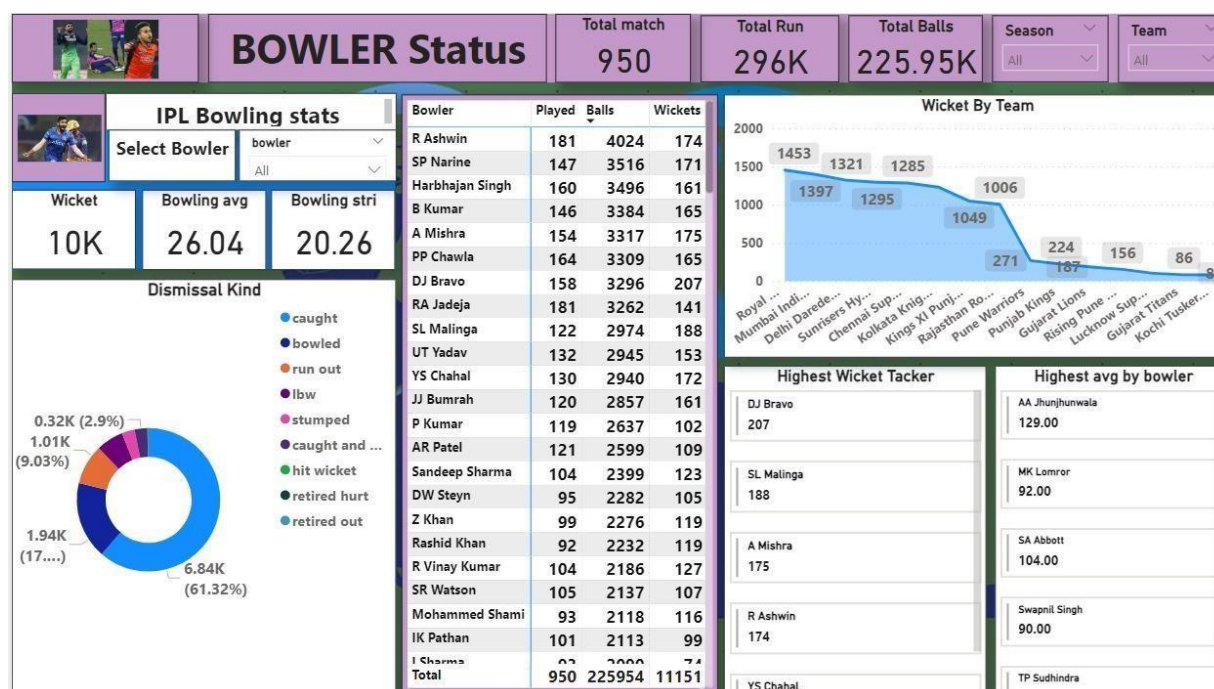 BOWLER Status
Total match
950
Total Run
296K
Total Balls
225.95K
Season
All
Team
All
IPL Bowling stats
Select Bowler
bowler
All
Wicket
10K
Bowling avg
26.04
Bowling stri
20.26
Dismissal Kind
caught
bowled
run out
lbw
stumped
caught and ...
hit wicket
retired hurt
retired out
0.32K (2.9%)
1.01K
(9.03%)
1.94K
(17....)
6.84K
(61.32%)
Bowler Played Balls Wickets
R Ashwin 181 4024 174
SP Narine 147 3516 171
Harbhajan Singh 160 3496 161
B Kumar 146 3384 165
A Mishra 154 3317 175
PP Chawla 164 3309 165
DJ Bravo 158 3296 207
RA Jadeja 181 3262 141
SL Malinga 122 2974 188
UT Yadav 132 2945 153
YS Chahal 130 2940 172
JJ Bumrah 120 2857 161
P Kumar 119 2637 102
AR Patel 121 2599 109
Sandeep Sharma 104 2399 123
DW Steyn 95 2282 105
Z Khan 99 2276 119
Rashid Khan 92 2232 119
R Vinay Kumar 104 2186 127
SR Watson 105 2137 107
Mohammed Shami 93 2118 116
IK Pathan 101 2113 99
I Sharma
Total 950 225954 11151
Wicket By Team
2000
1500
1000
500
0
1453
1397
1321
1295
1285
1049
1006
271
224
187
156
86
8
Royal ...
Mumbai Indi...
Delhi Darede...
Sunrisers Hy...
Chennai Sup...
Kolkata Knig...
Kings XI Punj...
Rajasthan Ro...
Pune Warriors
Punjab Kings
Gujarat Lions
Rising Pune ...
Lucknow Sup...
Gujarat Titans
Kochi Tusker...
Highest Wicket Tacker
DJ Bravo
207
SL Malinga
188
A Mishra
175
R Ashwin
174
YS Chahal
Highest avg by bowler
AA Jhunjhunwala
129.00
MK Lomror
92.00
SA Abbott
104.00
Swapnil Singh
90.00
TP Sudhindra